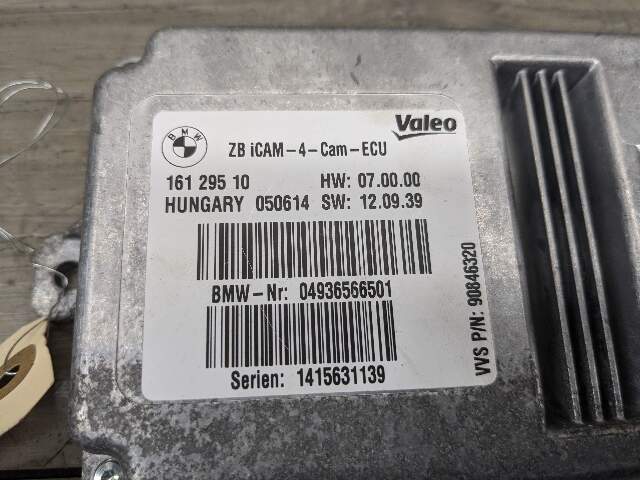 BMW
Valeo
ZB iCAM-4-Cam-ECU
161 295 10 HW: 07.00.00
HUNGARY 050614 SW: 12.09.39
BMW-Nr: 04936566501
Serien: 1415631139
VVS P/N: 90846320